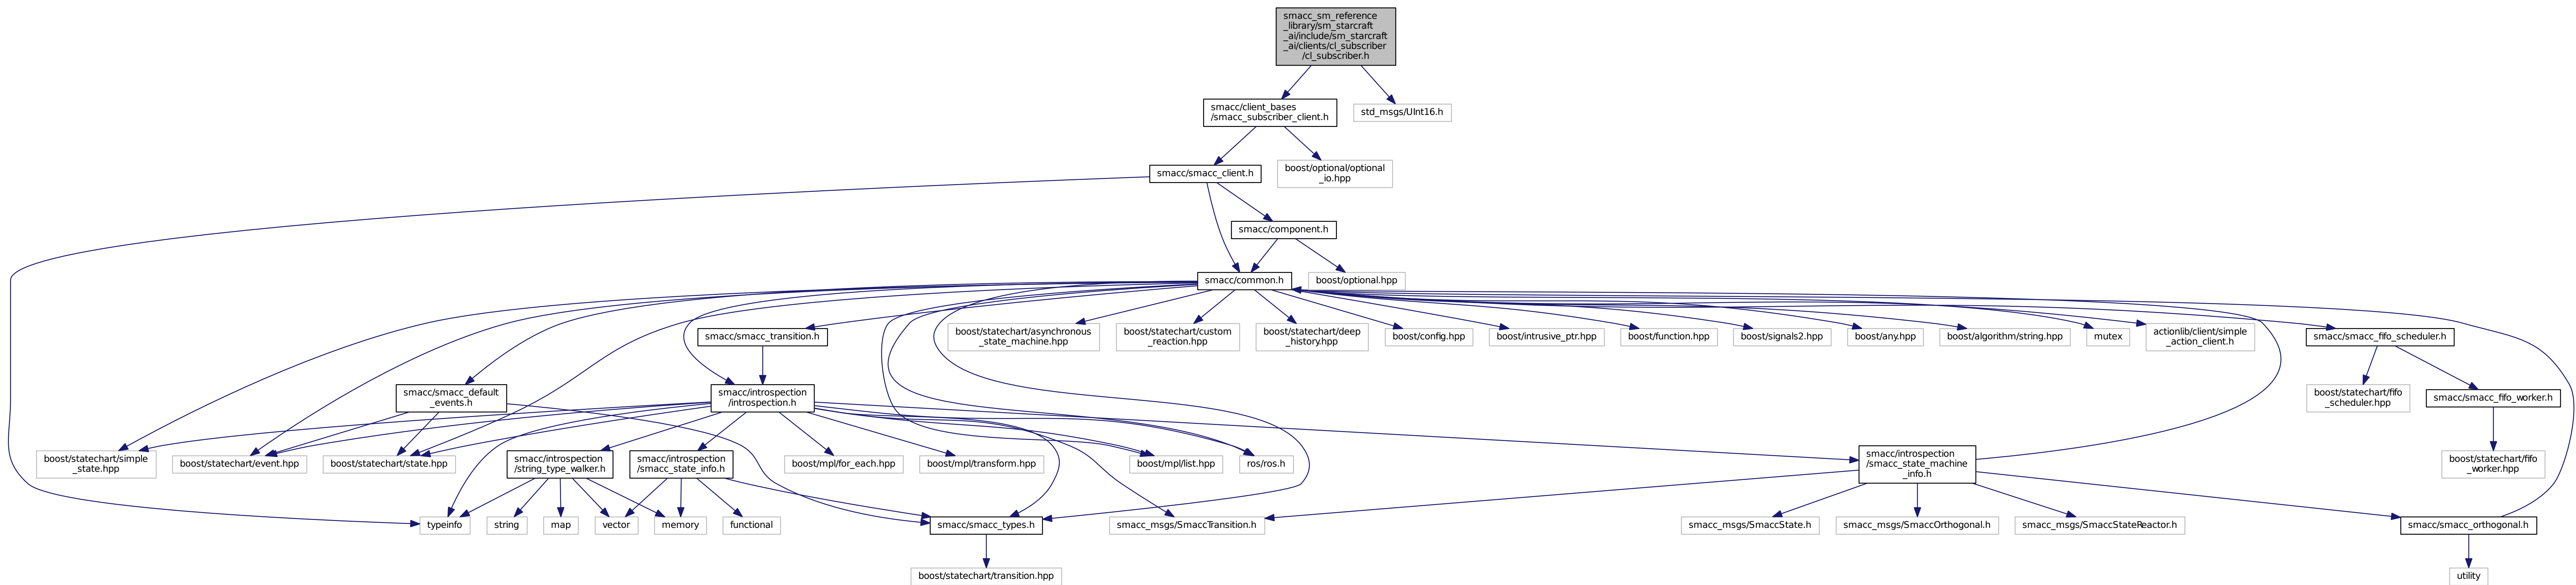 smacc_sm_reference
_library/sm_starcraft
_ai/include/sm_starcraft
_ai/clients/cl_subscriber
/cl_subscriber.h
smacc/client_bases
/smacc_subscriber_client.h
std_msgs/UInt16.h
smacc/smacc_client.h
boost/optional/optional
_io.hpp
smacc/component.h
smacc/common.h
boost/optional.hpp
smacc/smacc_transition.h
boost/statechart/asynchronous
_state_machine.hpp
boost/statechart/custom
_reaction.hpp
boost/statechart/deep
_history.hpp
boost/config.hpp
boost/intrusive_ptr.hpp
boost/function.hpp
boost/signals2.hpp
boost/any.hpp
boost/algorithm/string.hpp
mutex
actionlib/client/simple
_action_client.h
smacc/smacc_fifo_scheduler.h
smacc/smacc_default
_events.h
smacc/introspection
/introspection.h
boost/statechart/fifo
_scheduler.hpp
smacc/smacc_fifo_worker.h
boost/statechart/simple
_state.hpp
boost/statechart/event.hpp
boost/statechart/state.hpp
smacc/introspection
/string_type_walker.h
smacc/introspection
/smacc_state_info.h
boost/mpl/for_each.hpp
boost/mpl/transform.hpp
boost/mpl/list.hpp
ros/ros.h
smacc/introspection
/smacc_state_machine
_info.h
boost/statechart/fifo
_worker.hpp
typeinfo
string
map
vector
memory
functional
smacc/smacc_types.h
smacc_msgs/SmaccTransition.h
smacc_msgs/SmaccState.h
smacc_msgs/SmaccOrthogonal.h
smacc_msgs/SmaccStateReactor.h
smacc/smacc_orthogonal.h
boost/statechart/transition.hpp
utility